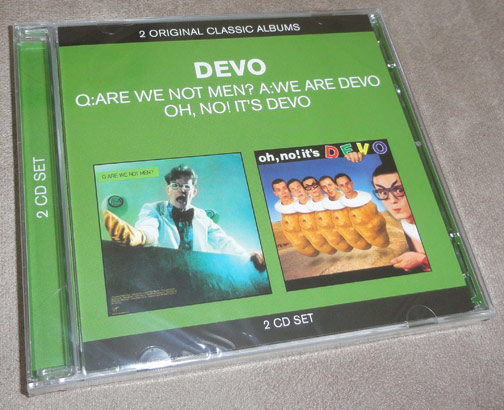 2 ORIGINAL CLASSIC ALBUMS
DEVO
Q:ARE WE NOT MEN? A:WE ARE DEVO
OH, NO! IT'S DEVO
2 CD SET
Q: ARE WE NOT MEN?
oh, no! it's DEVO
2 CD SET